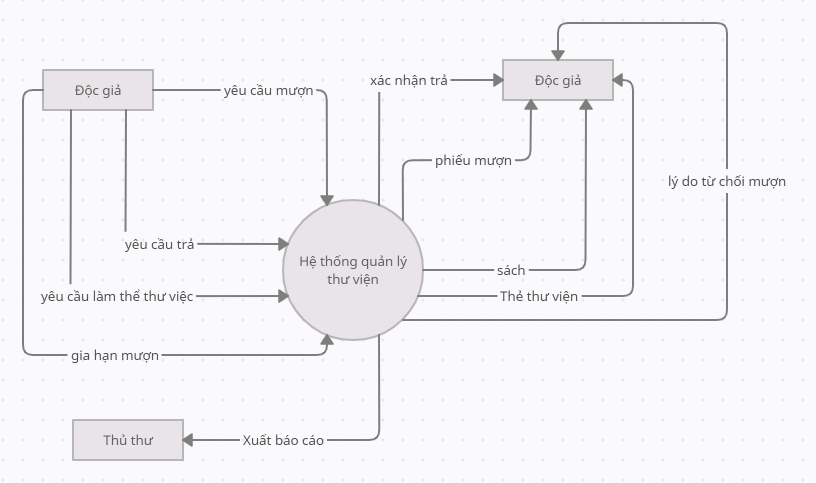 xác nhận trả
Độc giả
Độc giả
yêu cầu mượn
phiếu mượn
lý do từ chối mượn
yêu cầu trả
Hệ thống quản lý
thư viện
sách
yêu cầu làm thể thư việc
Thẻ thư viện
gia hạn mượn
Thủ thư
Xuất báo cáo